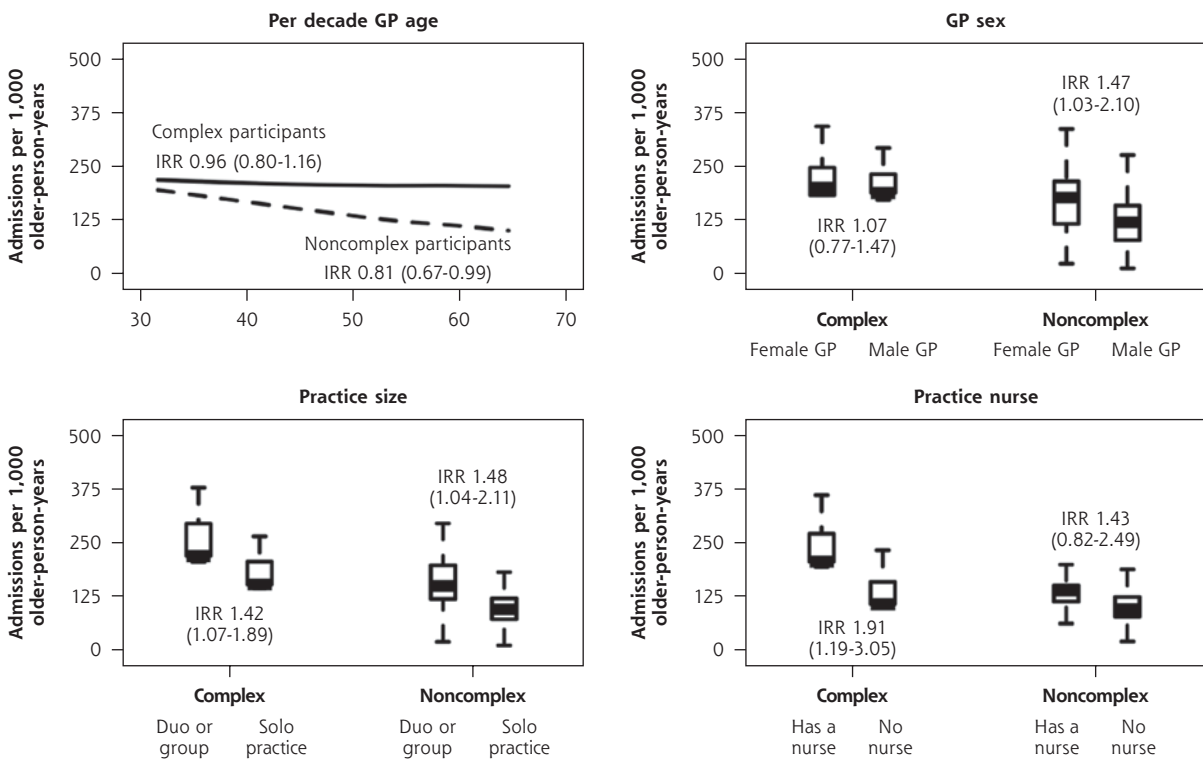 Per decade GP age
Admissions per 1,000
older-person-years
500
375
250
125
0
Complex participants
IRR 0.96 (0.80-1.16)
Noncomplex participants
IRR 0.81 (0.67-0.99)
30 40 50 60 70
GP sex
Admissions per 1,000
older-person-years
500
375
250
125
0
IRR 1.47
(1.03-2.10)
IRR 1.07
(0.77-1.47)
Complex Noncomplex
Female GP Male GP Female GP Male GP
Practice size
Admissions per 1,000
older-person-years
500
375
250
125
0
IRR 1.48
(1.04-2.11)
IRR 1.42
(1.07-1.89)
Complex Noncomplex
Duo or Solo Duo or Solo
group practice group practice
Practice nurse
Admissions per 1,000
older-person-years
500
375
250
125
0
IRR 1.43
(0.82-2.49)
IRR 1.91
(1.19-3.05)
Complex Noncomplex
Has a No Has a No
nurse nurse nurse nurse